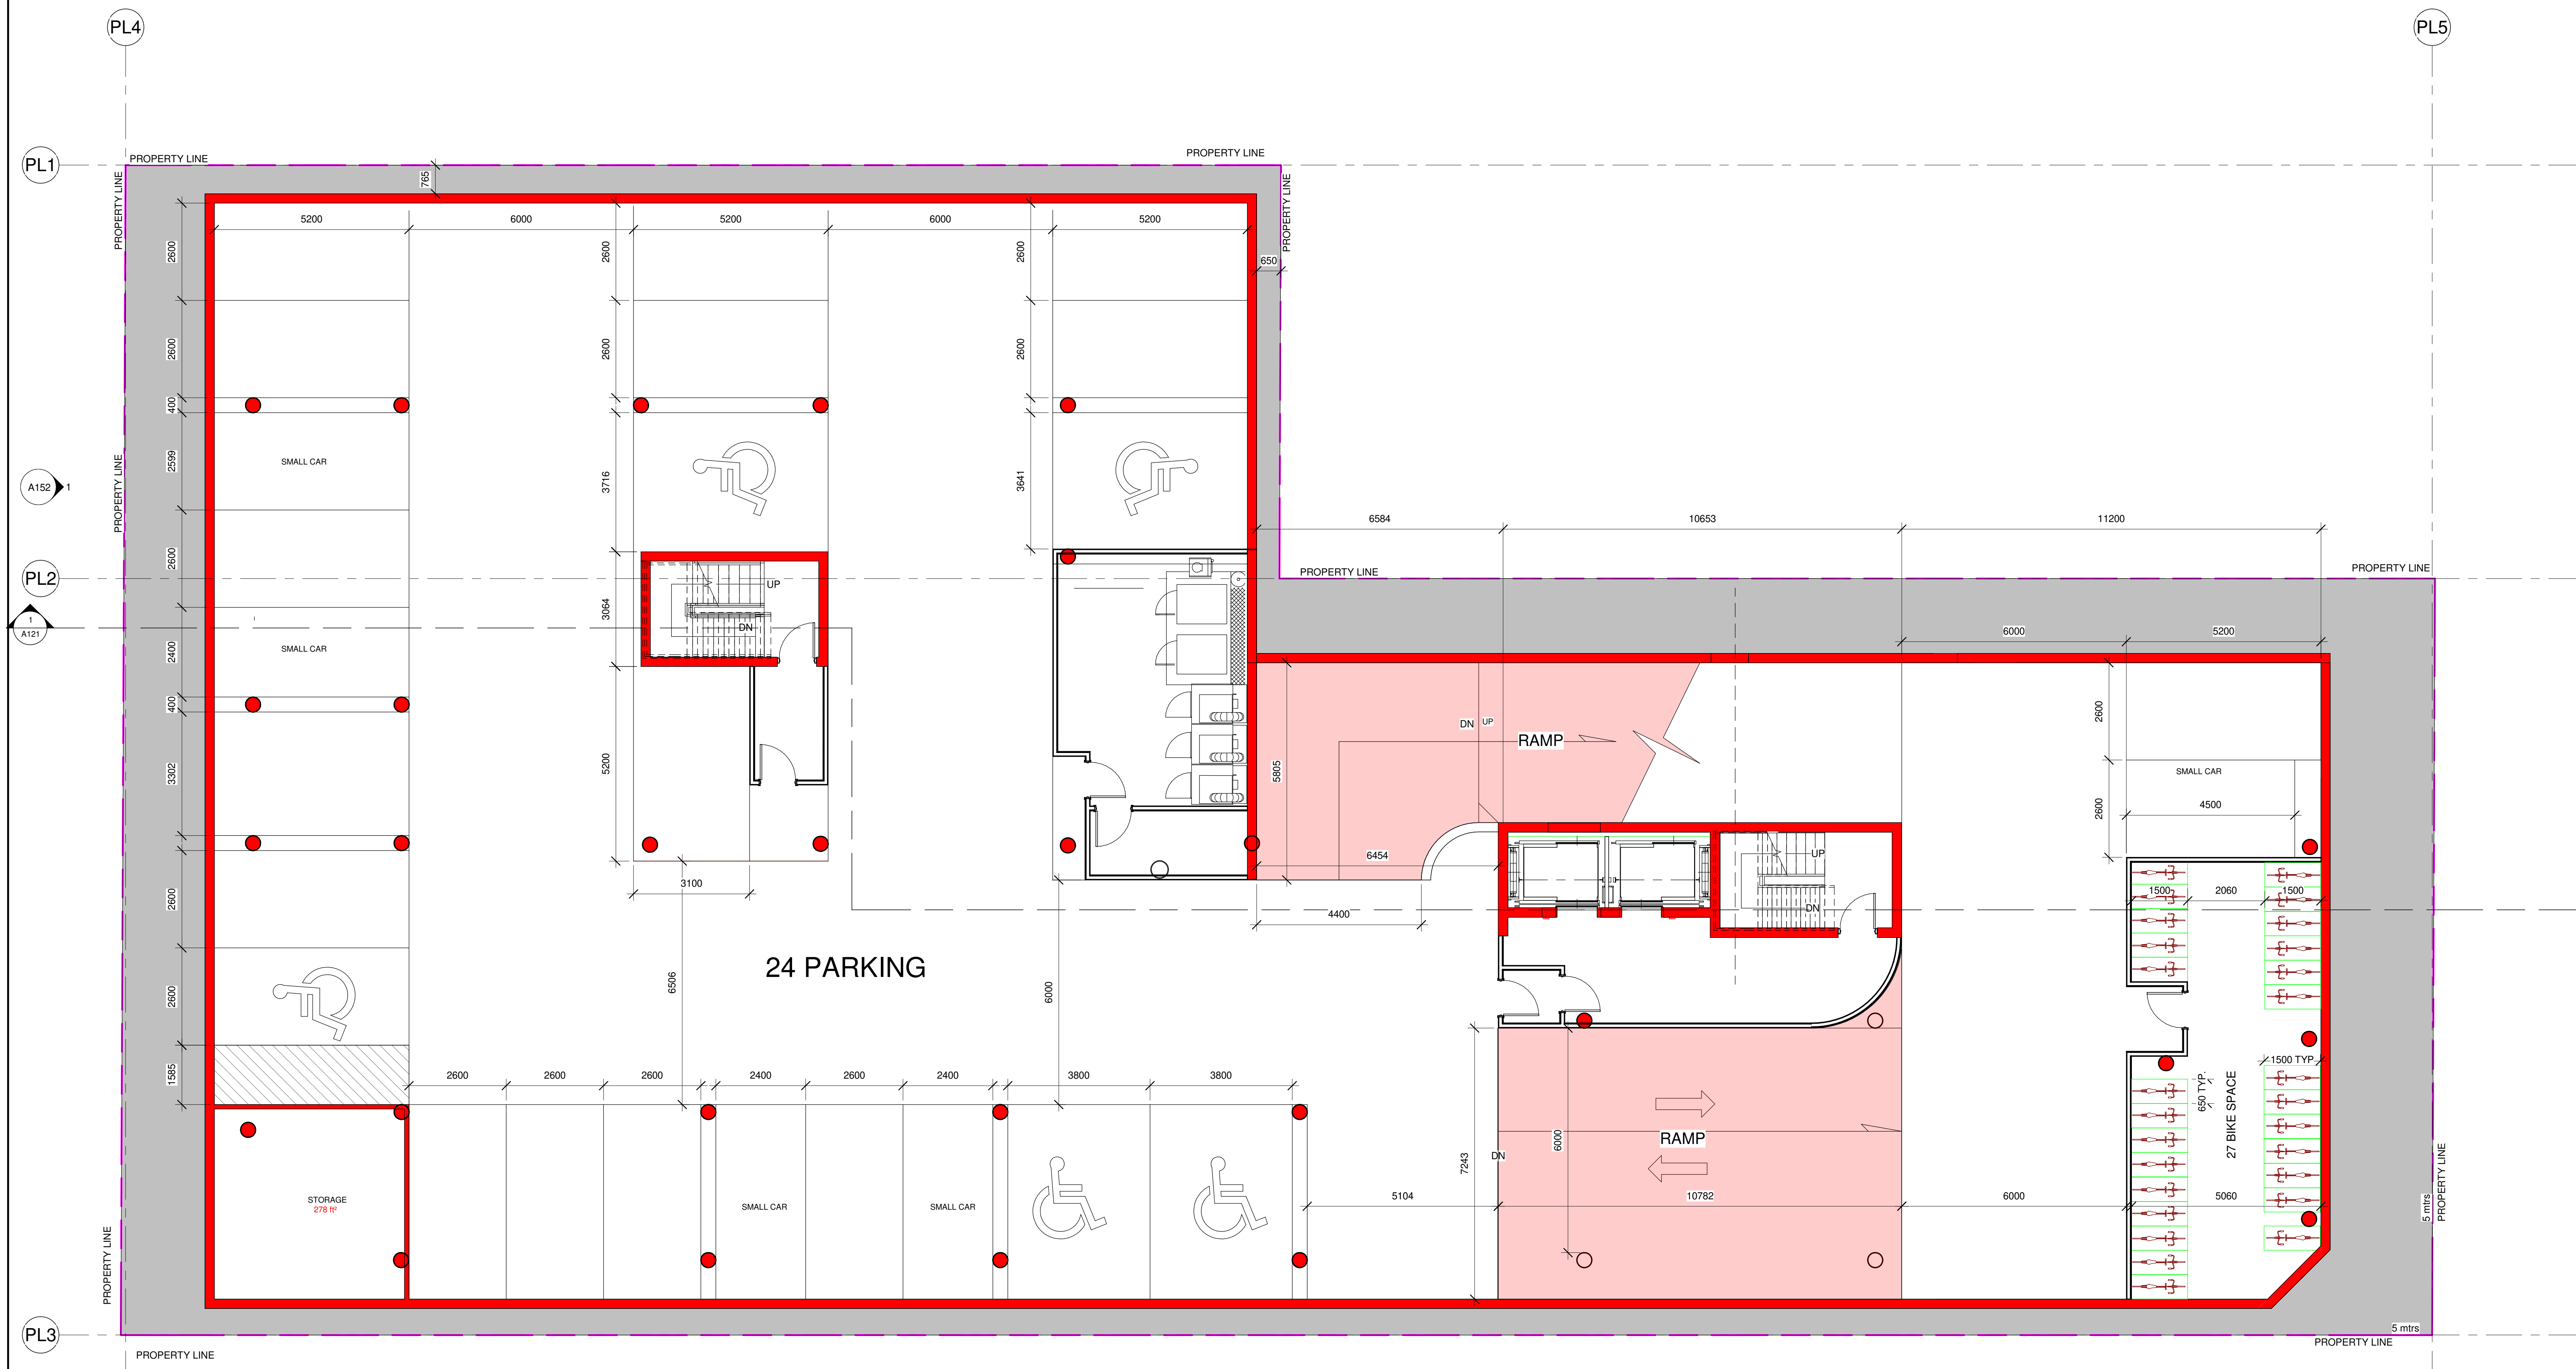 PL4
PL5
PROPERTY LINE
PROPERTY LINE
PL1
765
PROPERTY LINE
PROPERTY LINE
5200
6000
5200
6000
5200
2600
2600
2600
650
2600
2600
2600
400
SMALL CAR
2599
3716
3641
A152
1
PROPERTY LINE
6584
10653
11200
PL2
2600
PROPERTY LINE
PROPERTY LINE
UP
3064
DN
1
A121
6000
5200
SMALL CAR
2400
400
2600
DN
UP
RAMP
3302
5200
5805
SMALL CAR
4500
2600
6454
UP
3100
1500
2060
1500
2600
4400
DN
24 PARKING
6506
6000
2600
1585
2600
2600
2600
2400
2600
2400
3800
3800
1500 TYP.
650 TYP.
27 BIKE SPACE
6000
RAMP
7243
DN
STORAGE
278 ft²
SMALL CAR
SMALL CAR
5104
10782
6000
5060
5 mtrs
PROPERTY LINE
PROPERTY LINE
5 mtrs
PL3
PROPERTY LINE
PROPERTY LINE